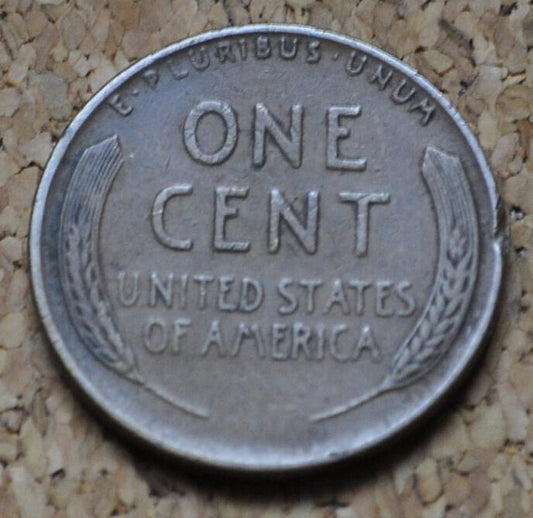 E·PLURIBUS·UNUM
ONE
CENT
UNITED STATES
OF AMERICA